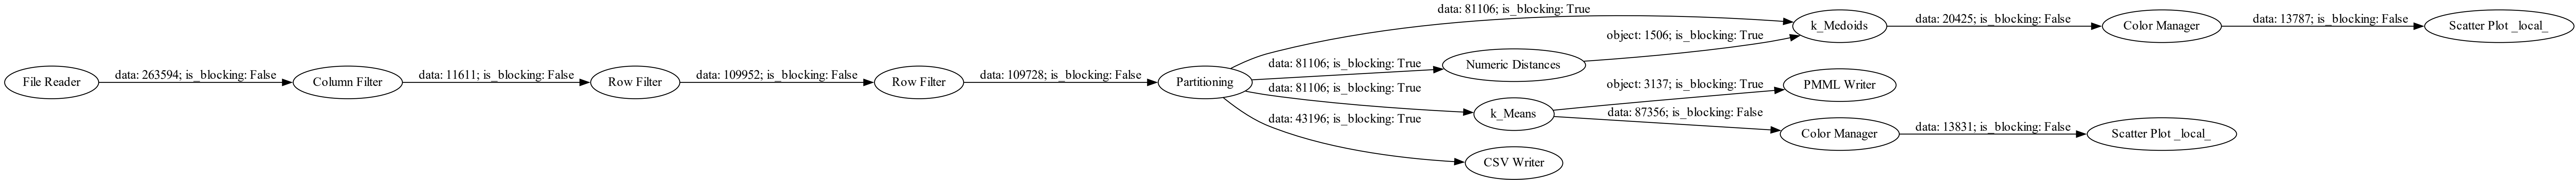 File Reader
data: 263594; is_blocking: False
Column Filter
data: 11611; is_blocking: False
Row Filter
data: 109952; is_blocking: False
Row Filter
data: 109728; is_blocking: False
Partitioning
data: 81106; is_blocking: True
data: 81106; is_blocking: True
data: 81106; is_blocking: True
data: 43196; is_blocking: True
Numeric Distances
object: 1506; is_blocking: True
k_Medoids
data: 20425; is_blocking: False
Color Manager
data: 13787; is_blocking: False
Scatter Plot _local_
k_Means
object: 3137; is_blocking: True
PMML Writer
data: 87356; is_blocking: False
Color Manager
data: 13831; is_blocking: False
Scatter Plot _local_
CSV Writer